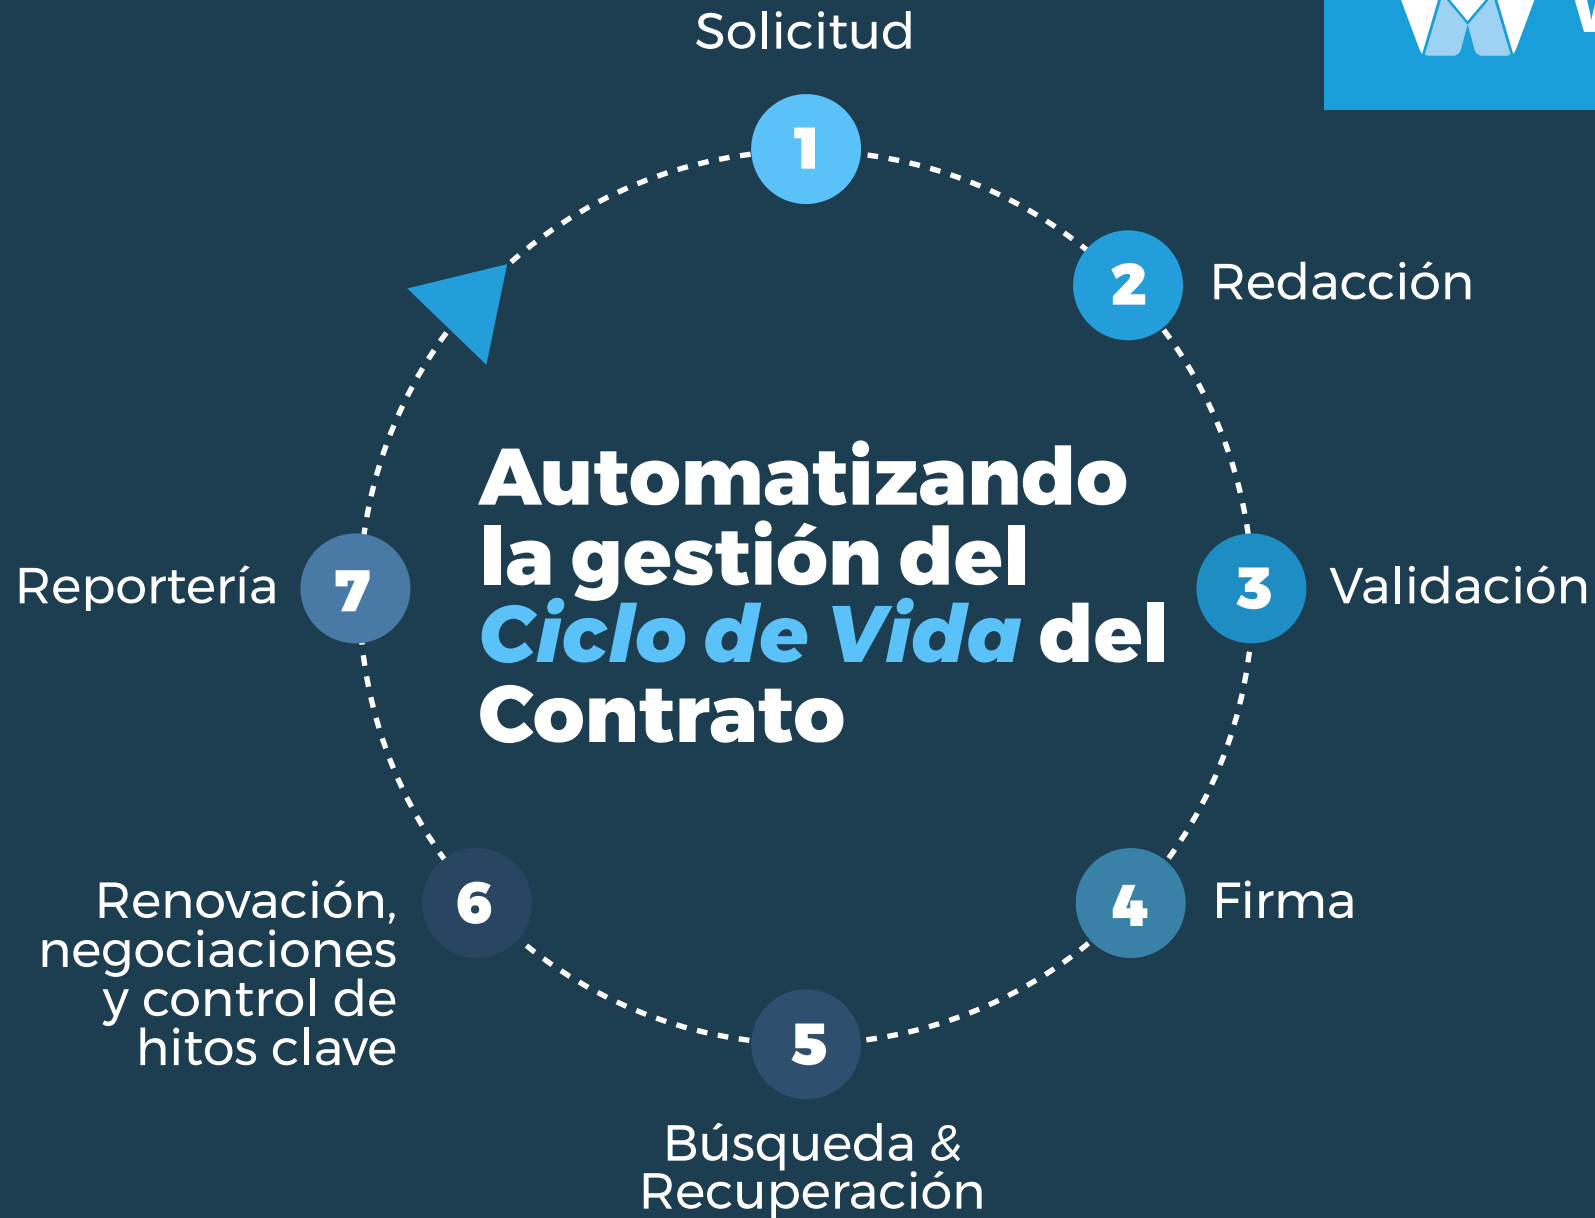 Solicitud
1
2
Redacción
3
Validación
4
Firma
5
Búsqueda &
Recuperación
6
Renovación,
negociaciones
y control de
hitos clave
7
Reportería
Automatizando
la gestión del
Ciclo de Vida del
Contrato